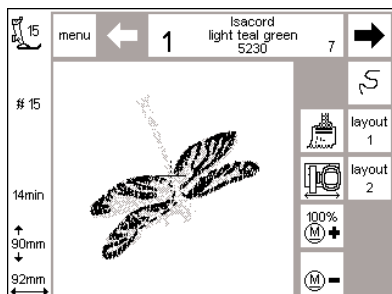 15
menu
1
Isacord
light teal green
5230
7
# 15
layout
1
layout
2
14min
100%
M +
90mm
92mm
M -